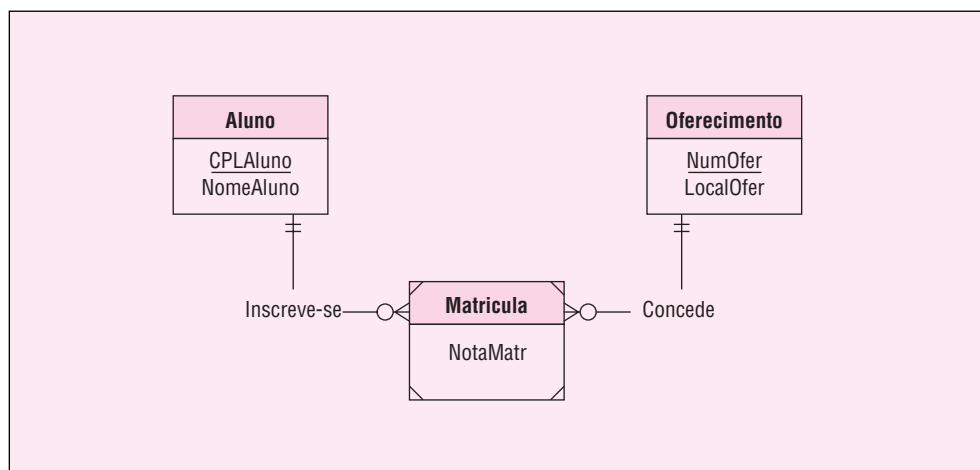 Aluno
CPLAluno
NomeAluno
Oferecimento
NumOfer
LocalOfer
Inscreve-se
Matricula
NotaMatr
Concede